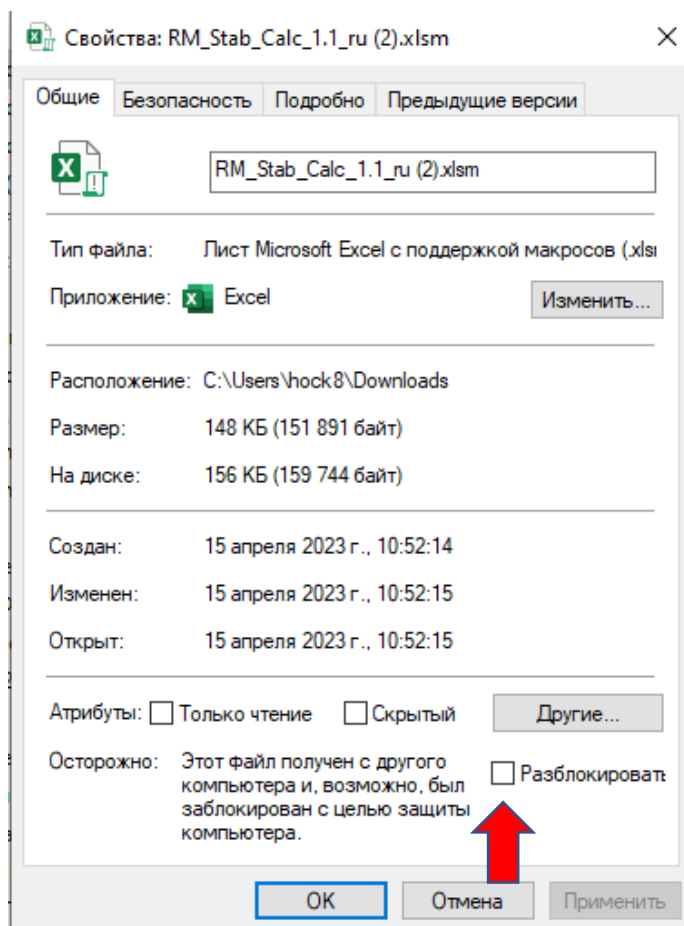 Свойства: RM_Stab_Calc_1.1_ru (2).xlsm
Общие Безопасность Подробно Предыдущие версии
RM_Stab_Calc_1.1_ru (2).xlsm
Тип файла: Лист Microsoft Excel с поддержкой макросов (.xlsı
Приложение: Excel Изменить...
Расположение: C:\Users\hock8\Downloads
Размер: 148 КБ (151 891 байт)
На диске: 156 КБ (159 744 байт)
Создан: 15 апреля 2023 г., 10:52:14
Изменен: 15 апреля 2023 г., 10:52:15
Открыт: 15 апреля 2023 г., 10:52:15
Атрибуты: Только чтение Скрытый Другие...
Осторожно: Этот файл получен с другого
компьютера и, возможно, был
заблокирован с целью защиты
компьютера.
Разблокировать
OK Отмена Применить